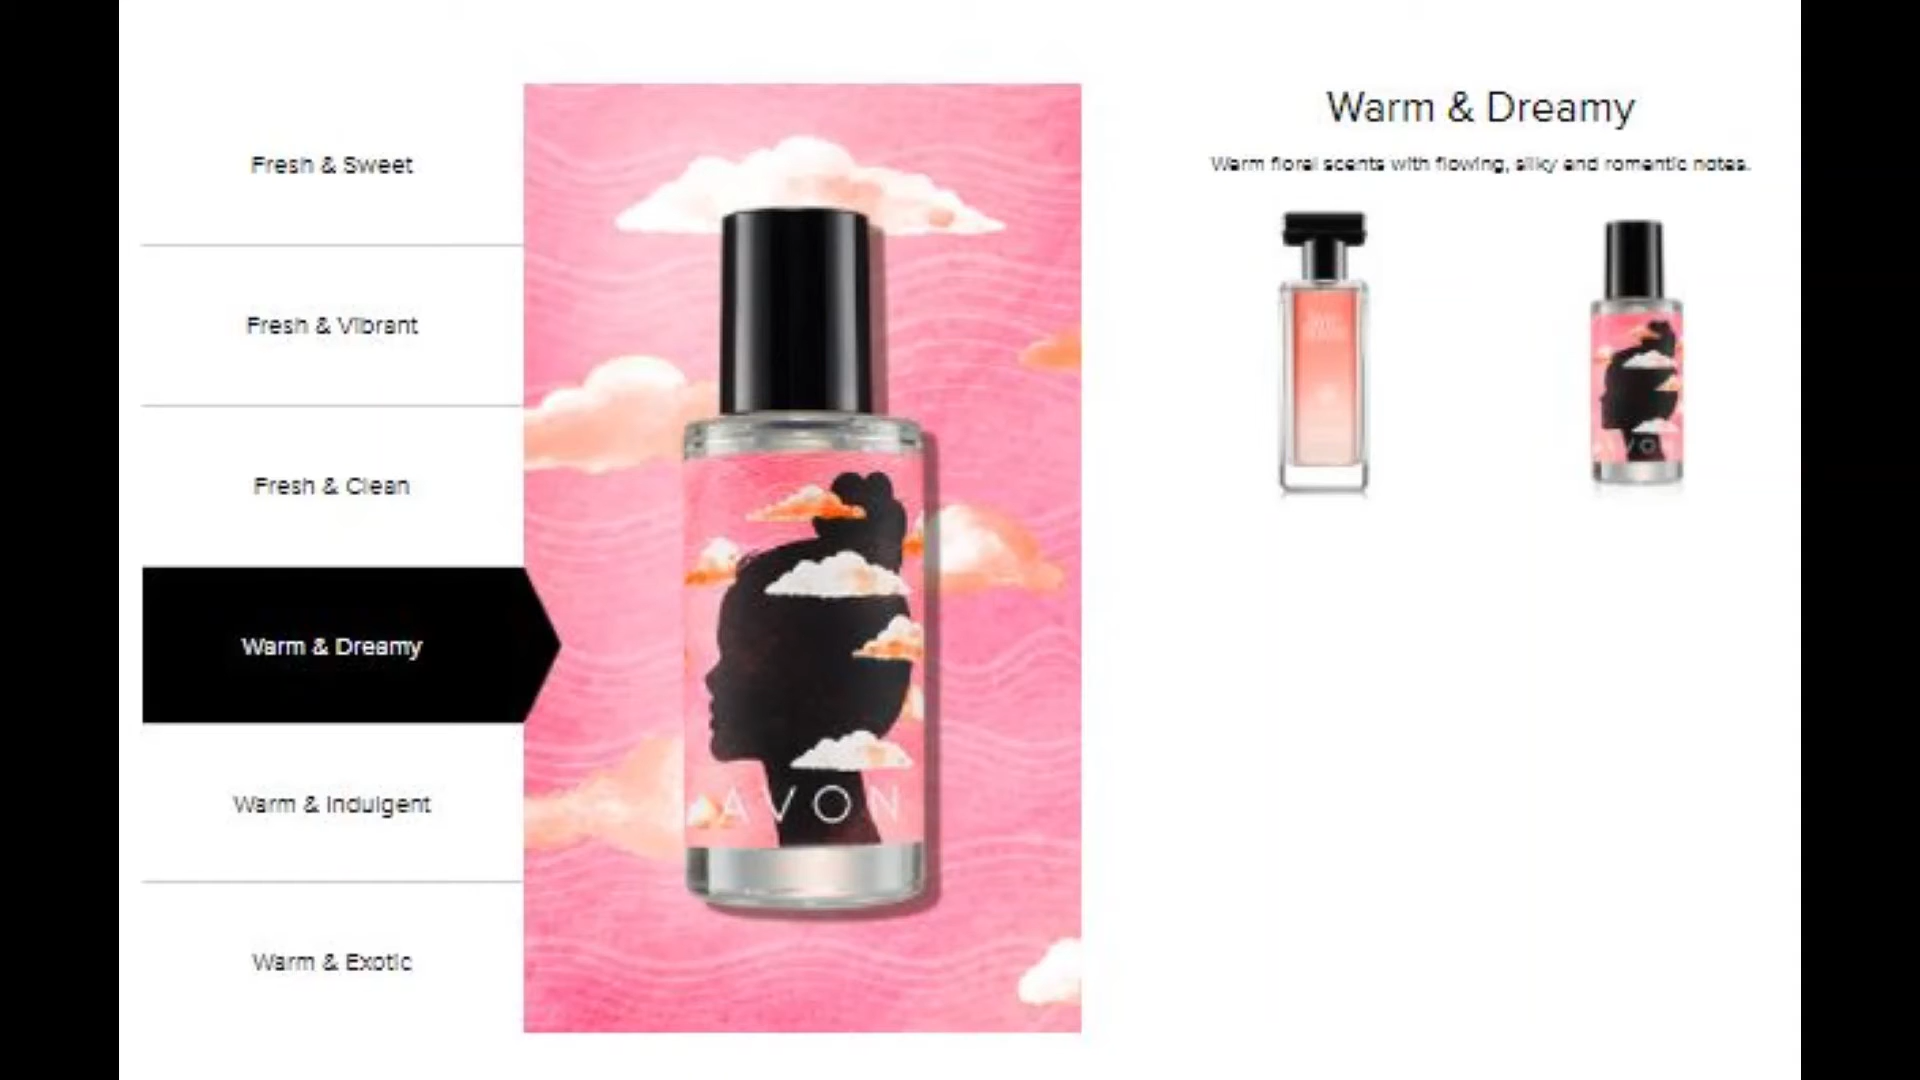 Fresh & Sweet
Fresh & Vibrant
Fresh & Clean
Warm & Dreamy
Warm & Indulgent
Warm & Exotic
AVON
Warm & Dreamy
Warm floral scents with flowing, silky and romantic notes.
AVON